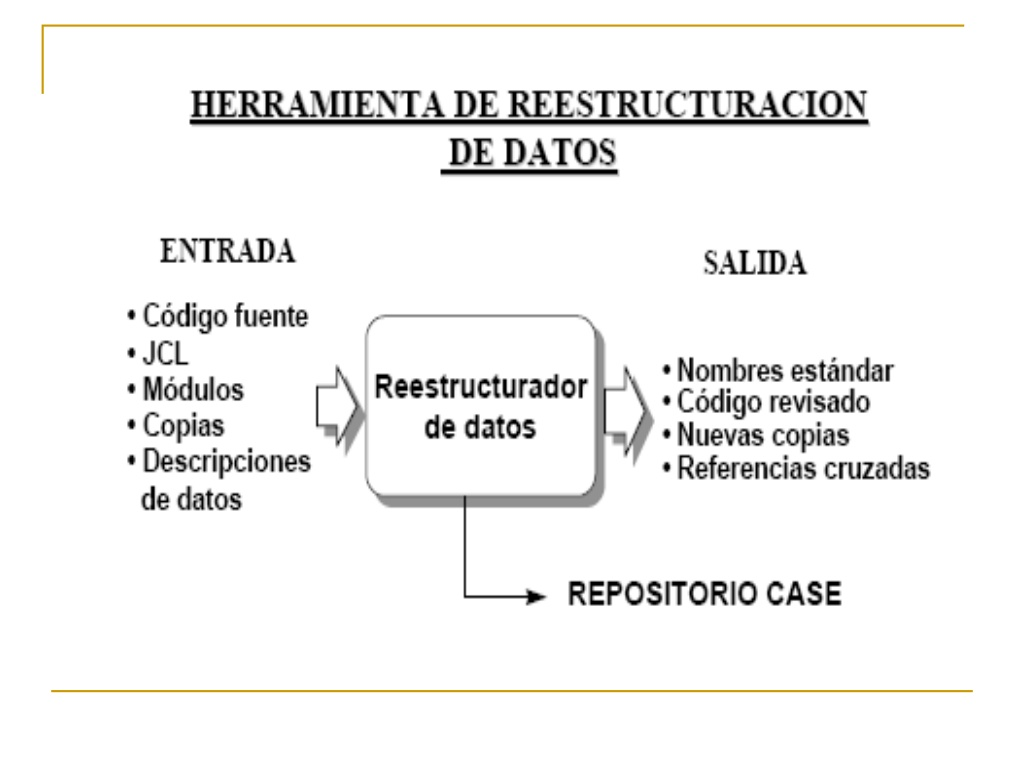 HERRAMIENTA DE REESTRUCTURACION
DE DATOS
ENTRADA
• Código fuente
• JCL
• Módulos
• Copias
• Descripciones
de datos
Reestructurador
de datos
SALIDA
• Nombres estándar
• Código revisado
• Nuevas copias
• Referencias cruzadas
REPOSITORIO CASE